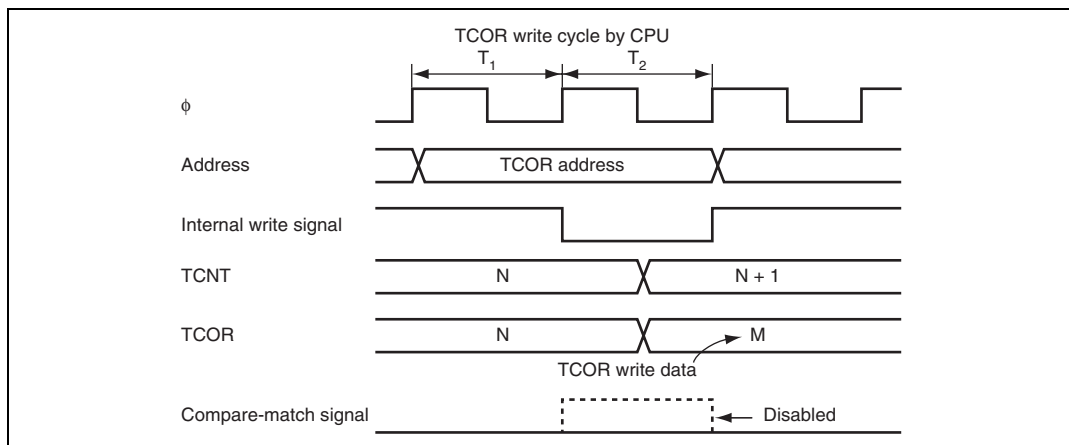 TCOR write cycle by CPU
T1 T2
ϕ
Address TCOR address
Internal write signal
TCNT N N + 1
TCOR N M
TCOR write data
Compare-match signal Disabled